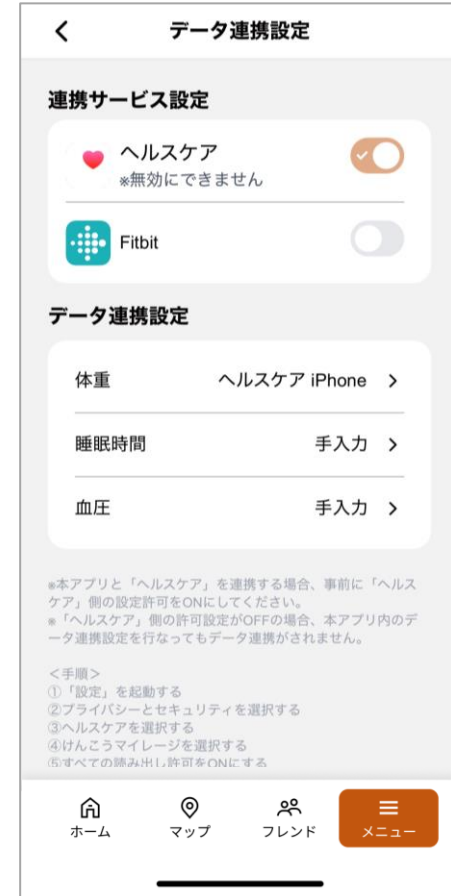 データ連携設定
連携サービス設定
ヘルスケア
※無効にできません
Fitbit
データ連携設定
体重 ヘルスケア iPhone
睡眠時間 手入力
血圧 手入力
※本アプリと「ヘルスケア」を連携する場合、事前に「ヘルス
ケア」側の設定許可をONにしてください。
※「ヘルスケア」側の許可設定がOFFの場合、本アプリ内のデ
ータ連携設定を行なってもデータ連携がされません。
＜手順＞
①「設定」を起動する
②プライバシーとセキュリティを選択する
③ヘルスケアを選択する
④けんこうマイレージを選択する
⑤すべての読み出し許可をONにする
ホーム マップ フレンド メニュー